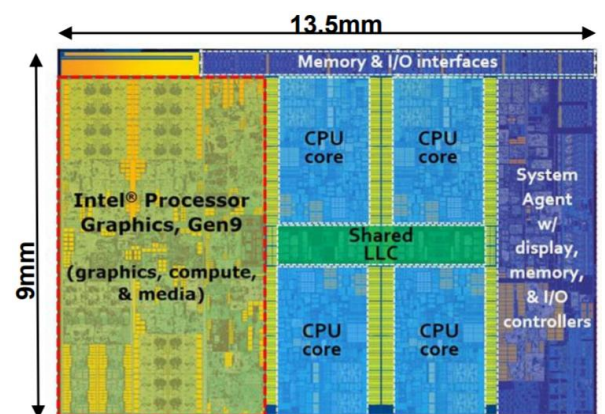 13.5mm
Memory & I/O interfaces
CPU
core
CPU
core
Intel® Processor
Graphics, Gen9
(graphics, compute,
& media)
System
Agent
w/
display,
memory,
& I/O
controllers
Shared
LLC
9mm
CPU
core
CPU
core